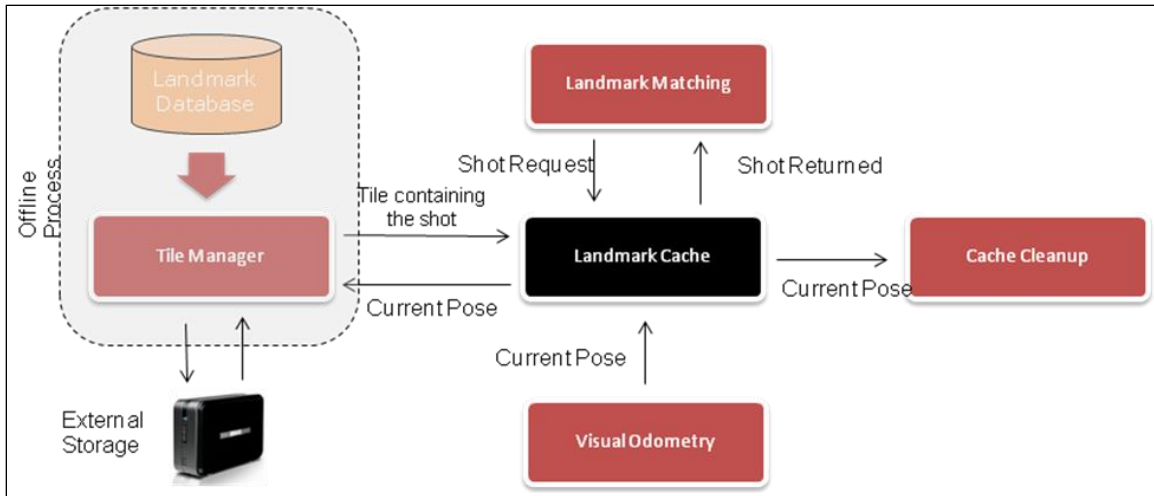 Landmark
Database
Offline
Process
Tile Manager
External
Storage
Tile containing
the shot
Current Pose
Landmark Matching
Shot Request
Shot Returned
Landmark Cache
Current Pose
Visual Odometry
Current Pose
Cache Cleanup